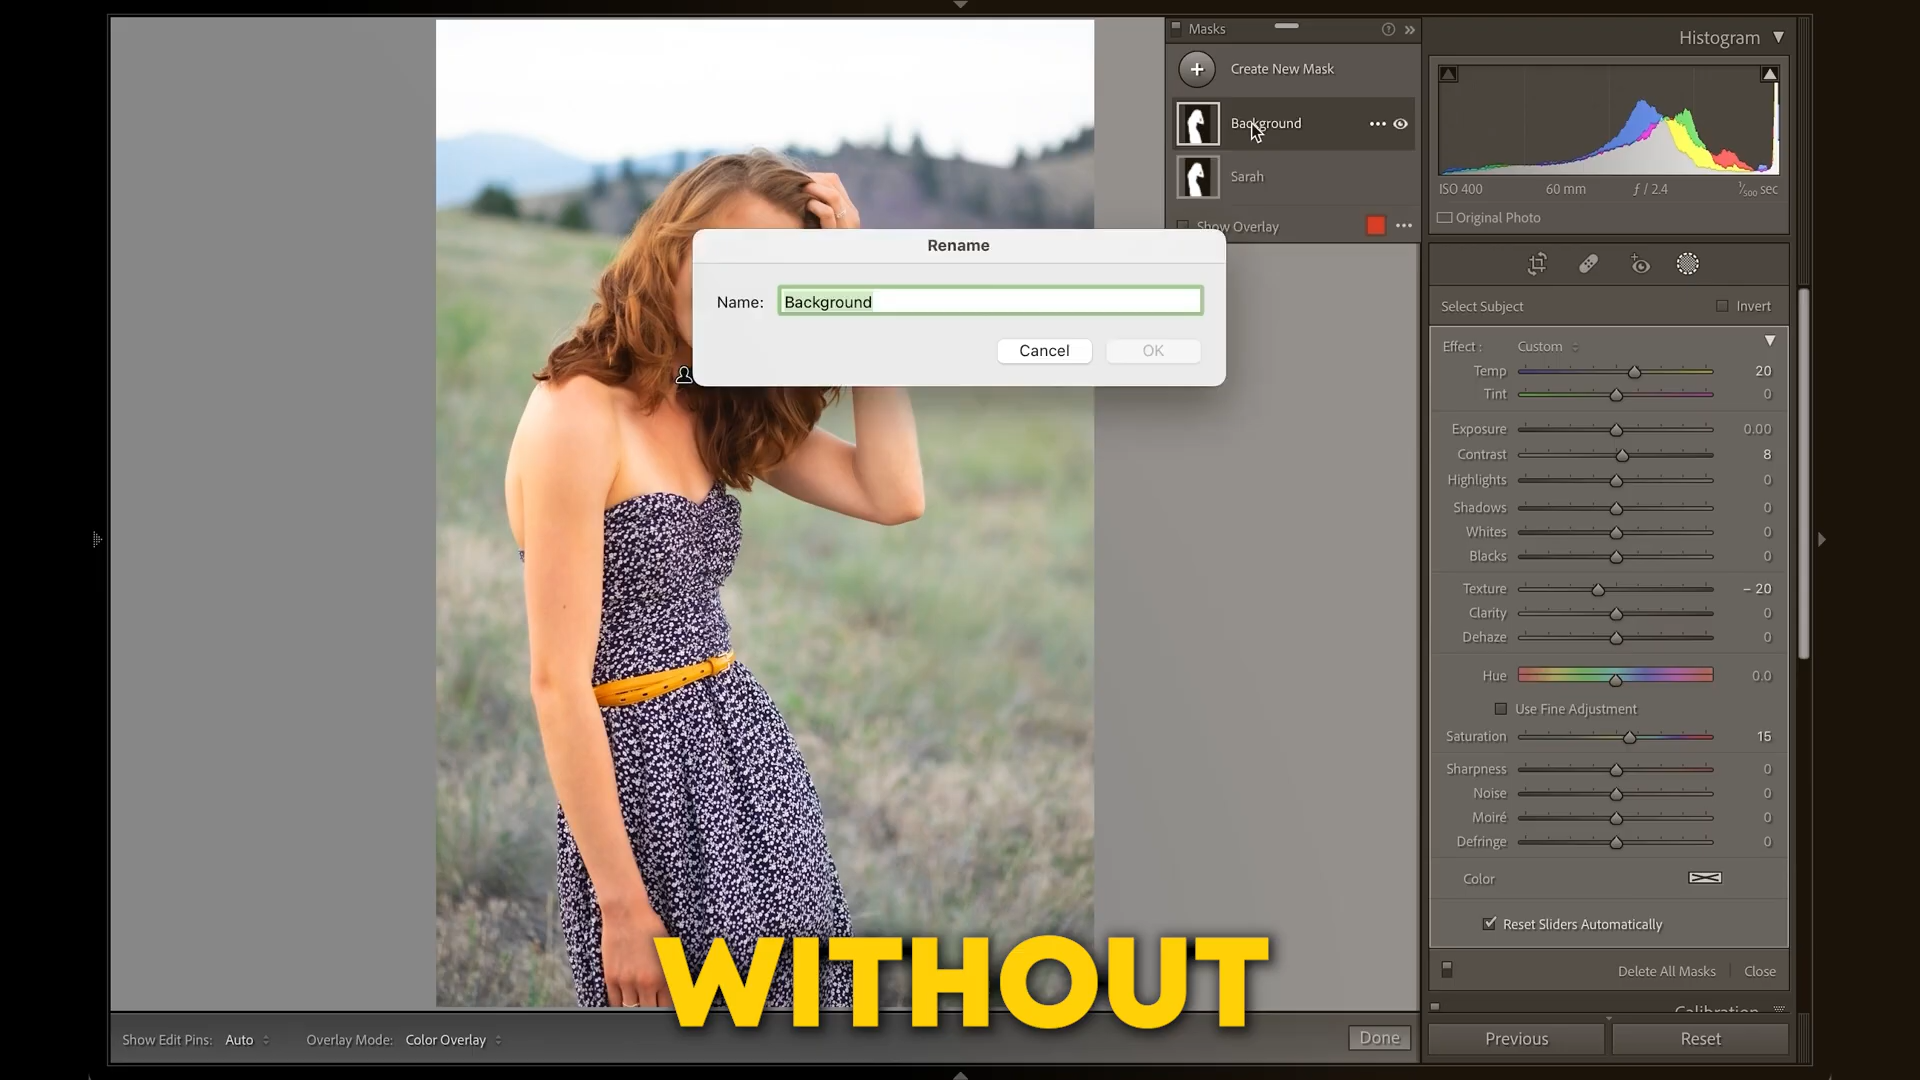 Masks
Create New Mask
Background
Sarah
Show Overlay
Histogram
ISO 400 60 mm ƒ / 2.4 1/500 sec
Original Photo
Rename
Name: Background
Cancel OK
Select Subject Invert
Effect : Custom
Temp 20
Tint 0
Exposure 0.00
Contrast 8
Highlights 0
Shadows 0
Whites 0
Blacks 0
Texture – 20
Clarity 0
Dehaze 0
Hue 0.0
Use Fine Adjustment
Saturation 15
Sharpness 0
Noise 0
Moiré 0
Defringe 0
Color
Reset Sliders Automatically
Delete All Masks Close
Calibration
WITHOUT
Show Edit Pins: Auto Overlay Mode: Color Overlay Done
Previous Reset